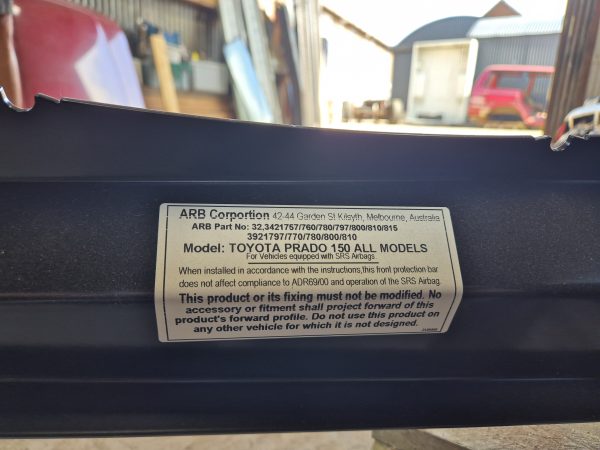 ARB Corportion 42-44 Garden St Kilsyth, Melbourne, Australia
ARB Part No: 32,3421757/760/780/797/800/810/815
3921797/770/780/800/810
Model: TOYOTA PRADO 150 ALL MODELS
For Vehicles equipped with SRS Airbags
When installed in accordance with the instructions,this front protection bar
does not affect compliance to ADR69/00 and operation of the SRS Airbag.
This product or its fixing must not be modified. No
accessory or fitment shall project forward of this
product's forward profile. Do not use this product on
any other vehicle for which it is not designed.